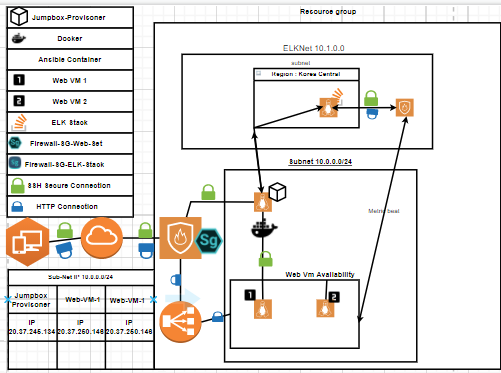 Resource group
Jumpbox-Provisoner
Docker
Ansible Container
Web VM 1
Web VM 2
ELK Stack
Firewall-SG-Web-Set
Firewall-SG-ELK-Stack
SSH Secure Connection
HTTP Connection
ELKNet 10.1.0.0
subnet
Region : Korea Central
Subnet 10.0.0.0/24
Sg
Metric beat
Web Vm Availability
1
2
Sub-Net IP 10.0.0.0/24
Jumpbox Provisoner
Web-VM-1
Web-VM-1
IP 20.37.245.134
IP 20.37.250.146
IP 20.37.250.146